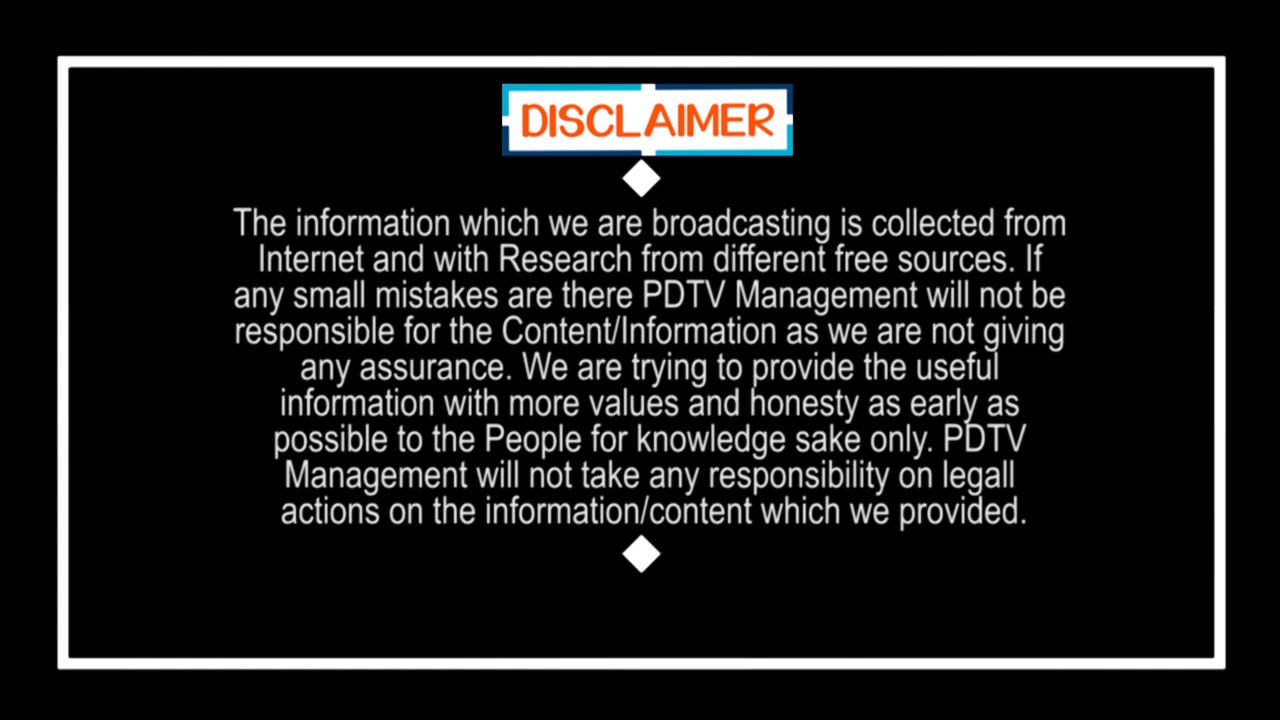 DISCLAIMER
The information which we are broadcasting is collected from
Internet and with Research from different free sources. If
any small mistakes are there PDTV Management will not be
responsible for the Content/Information as we are not giving
any assurance. We are trying to provide the useful
information with more values and honesty as early as
possible to the People for knowledge sake only. PDTV
Management will not take any responsibility on legall
actions on the information/content which we provided.